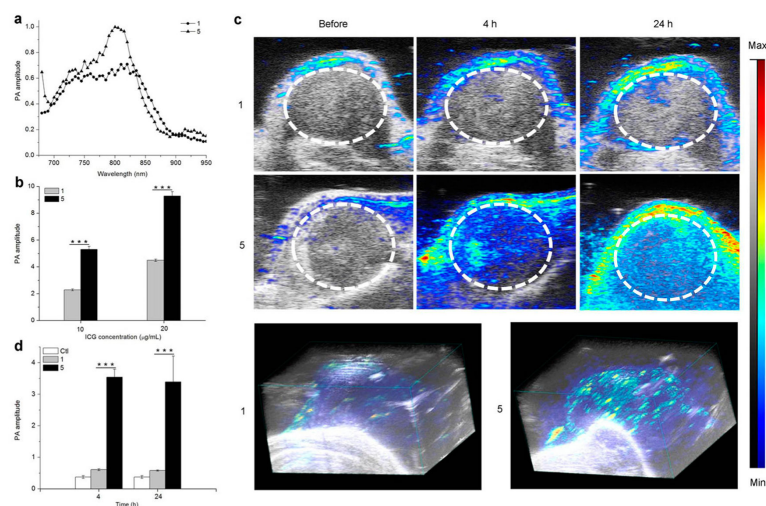 a
PA amplitude
1.0
0.8
0.6
0.4
0.2
0.0
700 750 800 850 900 950
Wavelength (nm)
1
5
b
PA amplitude
10
8
6
4
2
0
1
5
***
***
10 20
ICG concentration (μg/mL)
d
PA amplitude
5
4
3
2
1
0
Ctl
1
5
***
***
4 24
Time (h)
c
Before 4 h 24 h
1
5
1
5
Max
Min